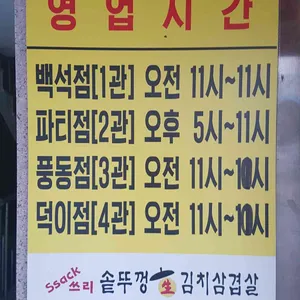 영업시간
백석점[1관] 오전 11시~11시
파티점[2관] 오후 5시~11시
풍동점[3관] 오전 11시~10시
덕이점[4관] 오전 11시~10시
Ssack 쓰리 솥뚜껑 生 김치삼겹살